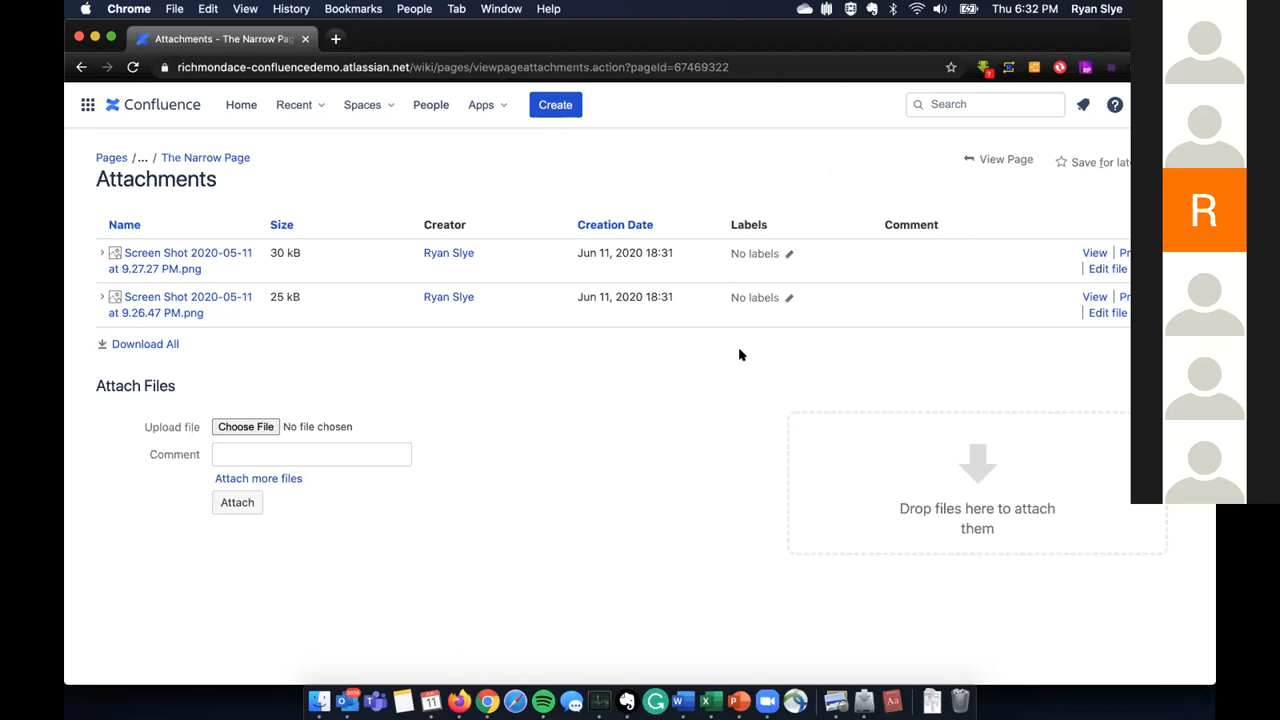 Chrome File Edit View History Bookmarks People Tab Window Help Thu 6:32 PM Ryan Slye
Attachments - The Narrow Pag
richmondace-confluencedemo.atlassian.net/wiki/pages/viewpageattachments.action?pageId=67469322
Confluence Home Recent Spaces People Apps Create Search
Pages /... / The Narrow Page
View Page Save for lat
Attachments
Name Size Creator Creation Date Labels Comment
Screen Shot 2020-05-11 30 kB Ryan Slye Jun 11, 2020 18:31 No labels View | Pr
at 9.27.27 PM.png | Edit file
Screen Shot 2020-05-11 25 kB Ryan Slye Jun 11, 2020 18:31 No labels View | Pr
at 9.26.47 PM.png | Edit file
Download All
Attach Files
Upload file Choose File No file chosen
Comment
Attach more files
Attach
Drop files here to attach
them
R